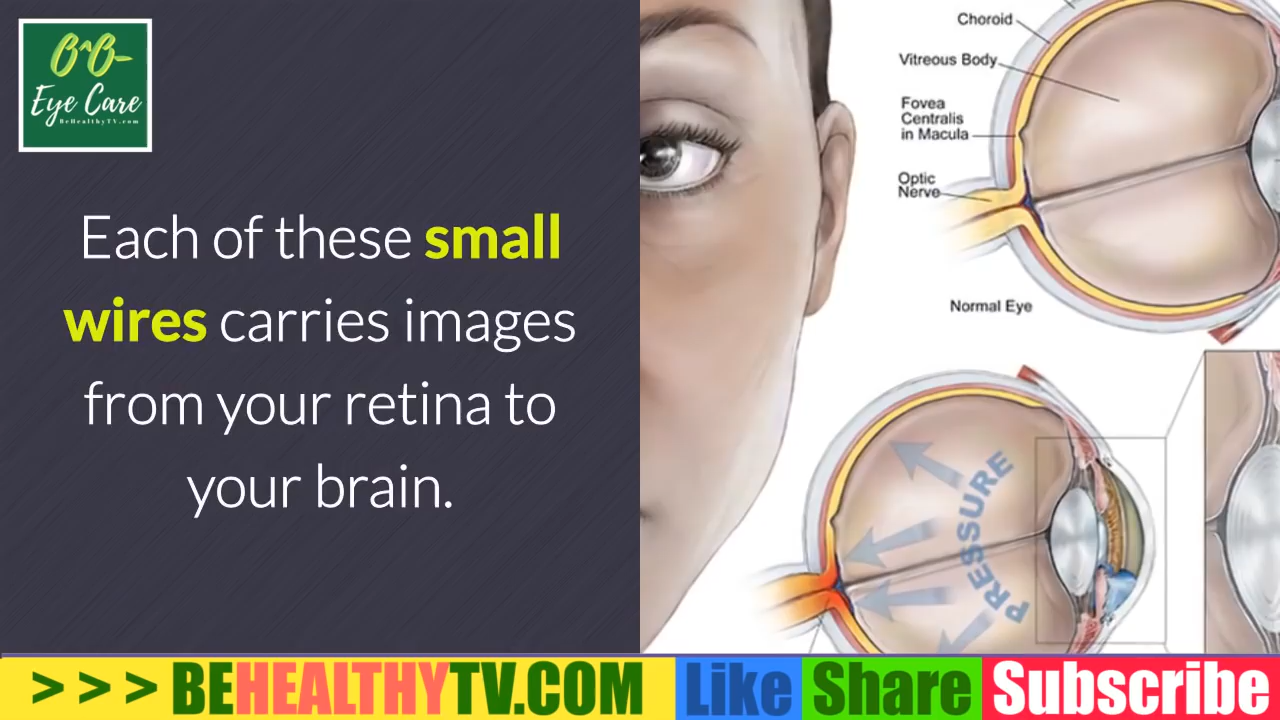 Eye Care
BeHealthyTV.com
Each of these small
wires carries images
from your retina to
your brain.
Choroid
Vitreous Body
Fovea
Centralis
in Macula
Optic
Nerve
Normal Eye
PRESSURE
> > > BEHEALTHYTV.COM Like Share Subscribe